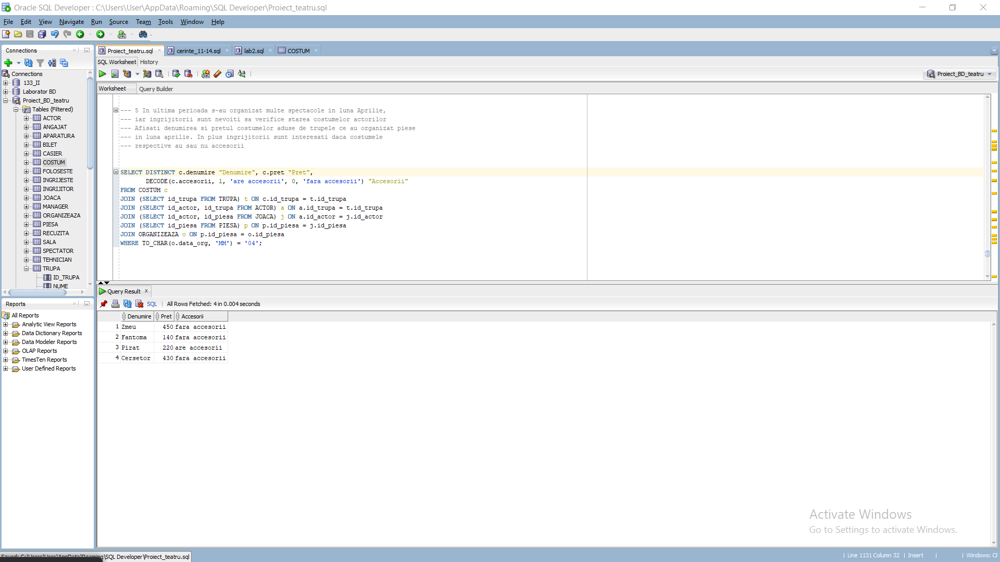 Oracle SQL Developer : C:\Users\User\AppData\Roaming\SQL Developer\Proiect_teatru.sql
File Edit View Navigate Run Source Team Tools Window Help
Connections
Connections
133_II
Laborator BD
Proiect_BD_teatru
Tables (Filtered)
ACTOR
ANGAJAT
APARATURA
BILET
CASIER
COSTUM
FOLOSESTE
INGRIJESTE
INGRIJITOR
JOACA
MANAGER
ORGANIZEAZA
PIESA
RECUZITA
SALA
SPECTATOR
TEHNICIAN
TRUPA
ID_TRUPA
NUME
Reports
All Reports
Analytic View Reports
Data Dictionary Reports
Data Modeler Reports
OLAP Reports
TimesTen Reports
User Defined Reports
Proiect_teatru.sql cerinte_11-14.sql lab2.sql COSTUM
SQL Worksheet History
Proiect_BD_teatru
Worksheet Query Builder
--- 5 In ultima perioada s-au organizat multe spectacole in luna Aprilie,
--- iar ingrijitorii sunt nevoiti sa verifice starea costumelor actorilor
--- Afisati denumirea si pretul costumelor aduse de trupele ce au organizat piese
--- in luna aprilie. In plus ingrijitorii sunt interesati daca costumele
--- respective au sau nu accesorii
SELECT DISTINCT c.denumire "Denumire", c.pret "Pret",
DECODE(c.accesorii, 1, 'are accesorii', 0, 'fara accesorii') "Accesorii"
FROM COSTUM c
JOIN (SELECT id_trupa FROM TRUPA) t ON c.id_trupa = t.id_trupa
JOIN (SELECT id_actor, id_trupa FROM ACTOR) a ON a.id_trupa = t.id_trupa
JOIN (SELECT id_actor, id_piesa FROM JOACA) j ON a.id_actor = j.id_actor
JOIN (SELECT id_piesa FROM PIESA) p ON p.id_piesa = j.id_piesa
JOIN ORGANIZEAZA o ON p.id_piesa = o.id_piesa
WHERE TO_CHAR(o.data_org, 'MM') = '04';
Query Result
SQL | All Rows Fetched: 4 in 0.004 seconds
Denumire Pret Accesorii
1 Zmeu 450 fara accesorii
2 Fantoma 140 fara accesorii
3 Pirat 220 are accesorii
4 Cersetor 430 fara accesorii
Activate Windows
Go to Settings to activate Windows.
Saved: C:\Users\User\AppData\Roaming\SQL Developer\Proiect_teatru.sql
Line 1131 Column 32 | Insert | | Windows: